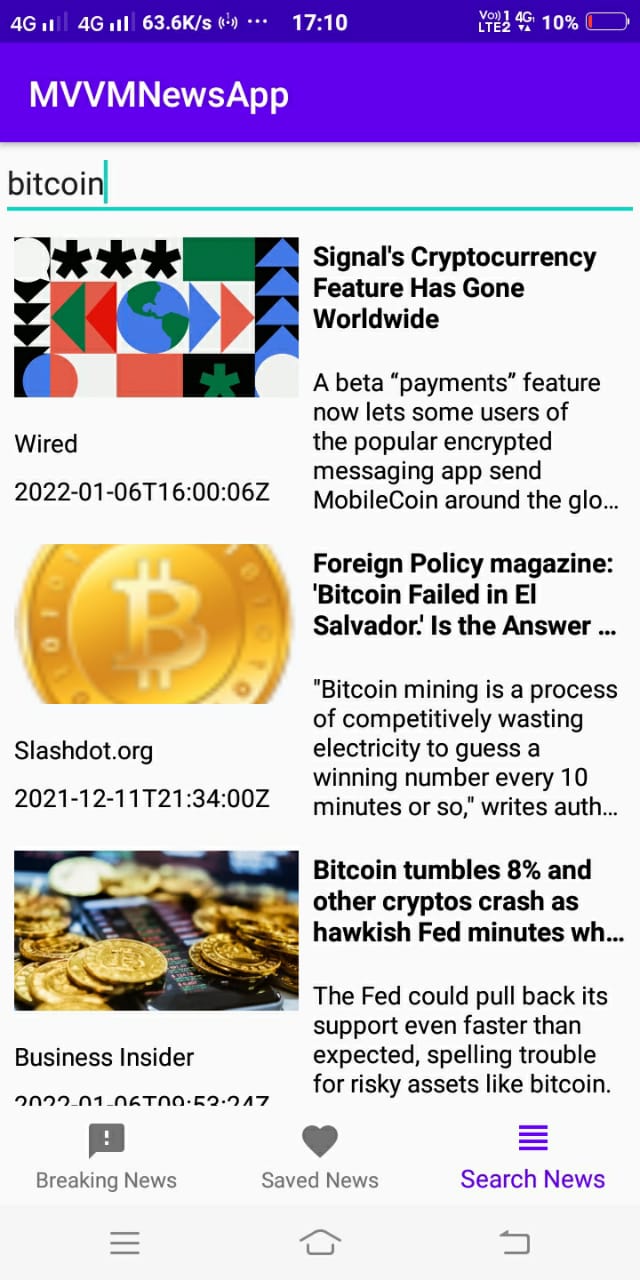 4G 4G 63.6K/s ··· 17:10 Vo))1 4G 10%
LTE2
MVVMNewsApp
bitcoin
Signal's Cryptocurrency
Feature Has Gone
Worldwide
A beta “payments” feature
now lets some users of
the popular encrypted
messaging app send
MobileCoin around the glo...
Wired
2022-01-06T16:00:06Z
Foreign Policy magazine:
'Bitcoin Failed in El
Salvador.' Is the Answer ...
"Bitcoin mining is a process
of competitively wasting
electricity to guess a
winning number every 10
minutes or so," writes auth...
Slashdot.org
2021-12-11T21:34:00Z
Bitcoin tumbles 8% and
other cryptos crash as
hawkish Fed minutes wh...
The Fed could pull back its
support even faster than
expected, spelling trouble
for risky assets like bitcoin.
Business Insider
2022-01-06T09:53:24Z
Breaking News
Saved News
Search News